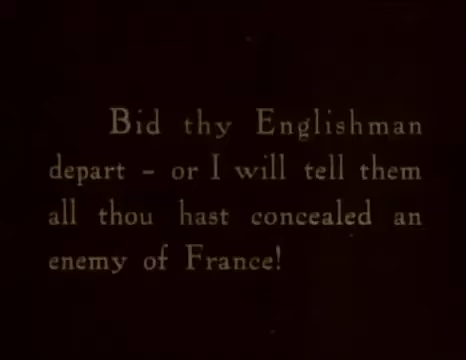 Bid thy Englishman
depart - or I will tell them
all thou hast concealed an
enemy of France!